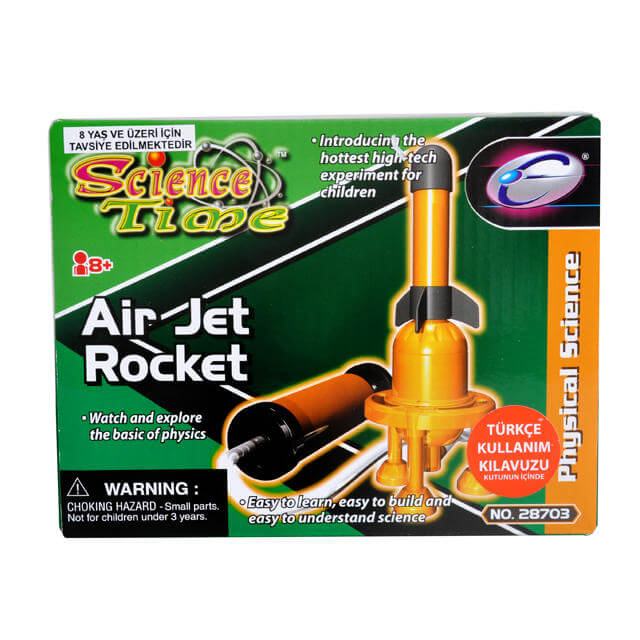 8 YAŞ VE ÜZERİ İÇİN
TAVSİYE EDİLMEKTEDİR
Science
Time
™
8+
• Introducing the
hottest high-tech
experiment for
children
®
Air Jet
Rocket
• Watch and explore
the basic of physics
Physical Science
TÜRKÇE
KULLANIM
KILAVUZU
KUTUNUN İÇİNDE
WARNING :
CHOKING HAZARD - Small parts.
Not for children under 3 years.
• Easy to learn, easy to build and
easy to understand science
NO. 28703